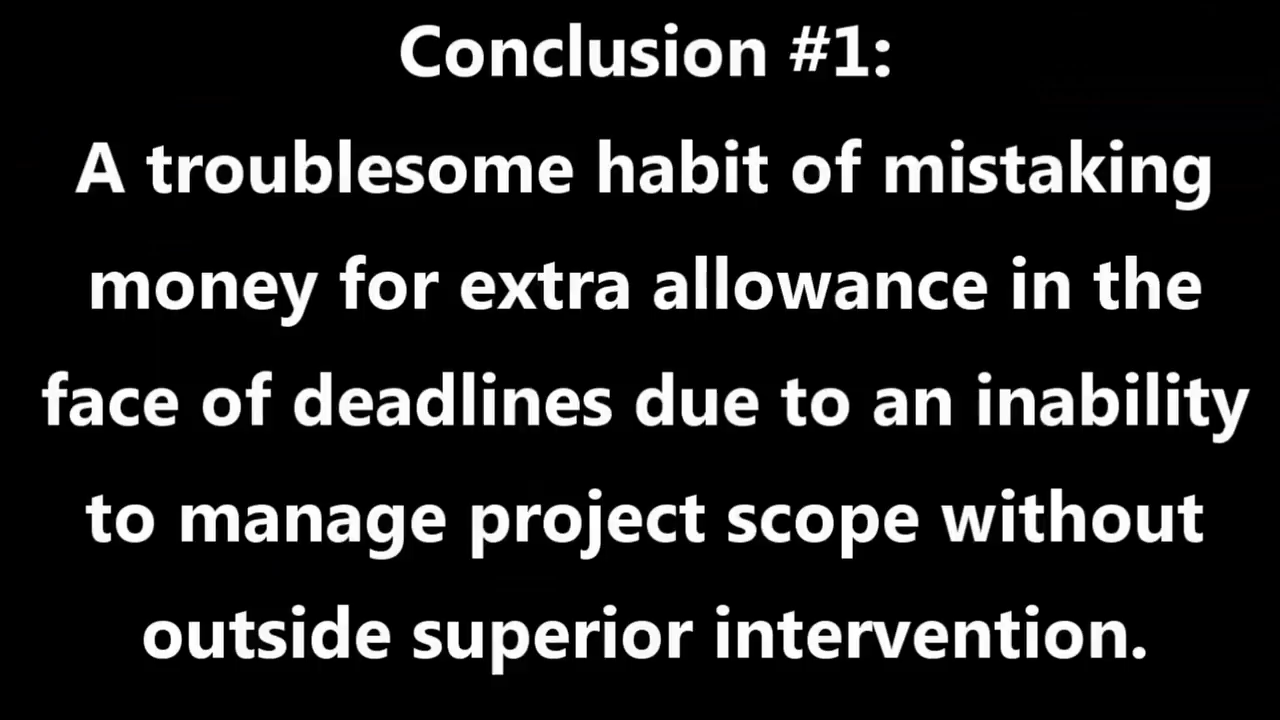 Conclusion #1:
A troublesome habit of mistaking
money for extra allowance in the
face of deadlines due to an inability
to manage project scope without
outside superior intervention.